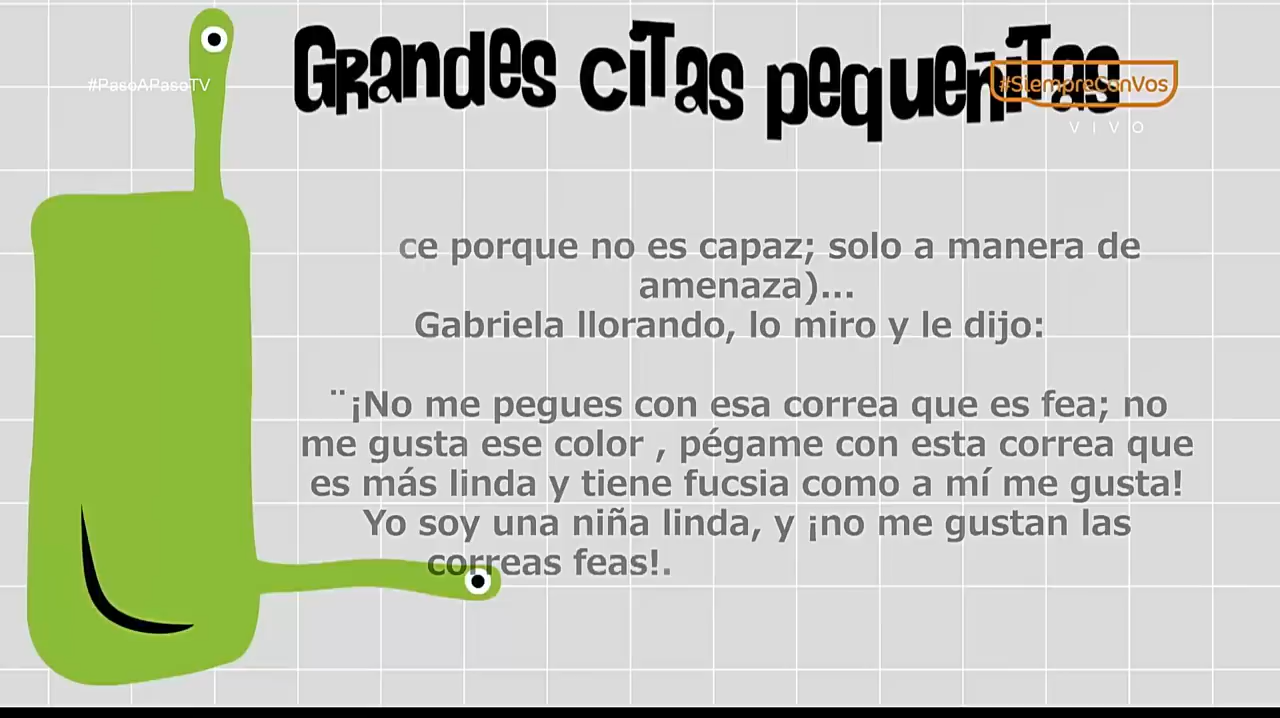 Grandes citas pequeñitas
#PasoAPasoTV
#SiempreConVos
VIVO
ce porque no es capaz; solo a manera de
amenaza)...
Gabriela llorando, lo miro y le dijo:
¨¡No me pegues con esa correa que es fea; no
me gusta ese color , pégame con esta correa que
es más linda y tiene fucsia como a mí me gusta!
Yo soy una niña linda, y ¡no me gustan las
correas feas!.